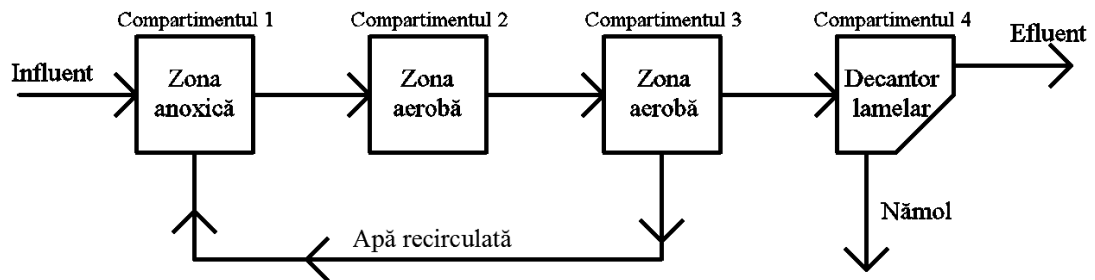 Compartimentul 1
Compartimentul 2
Compartimentul 3
Compartimentul 4
Influent
Zona
anoxică
Zona
aerobă
Zona
aerobă
Decantor
lamelar
Efluent
Nămol
Apă recirculată